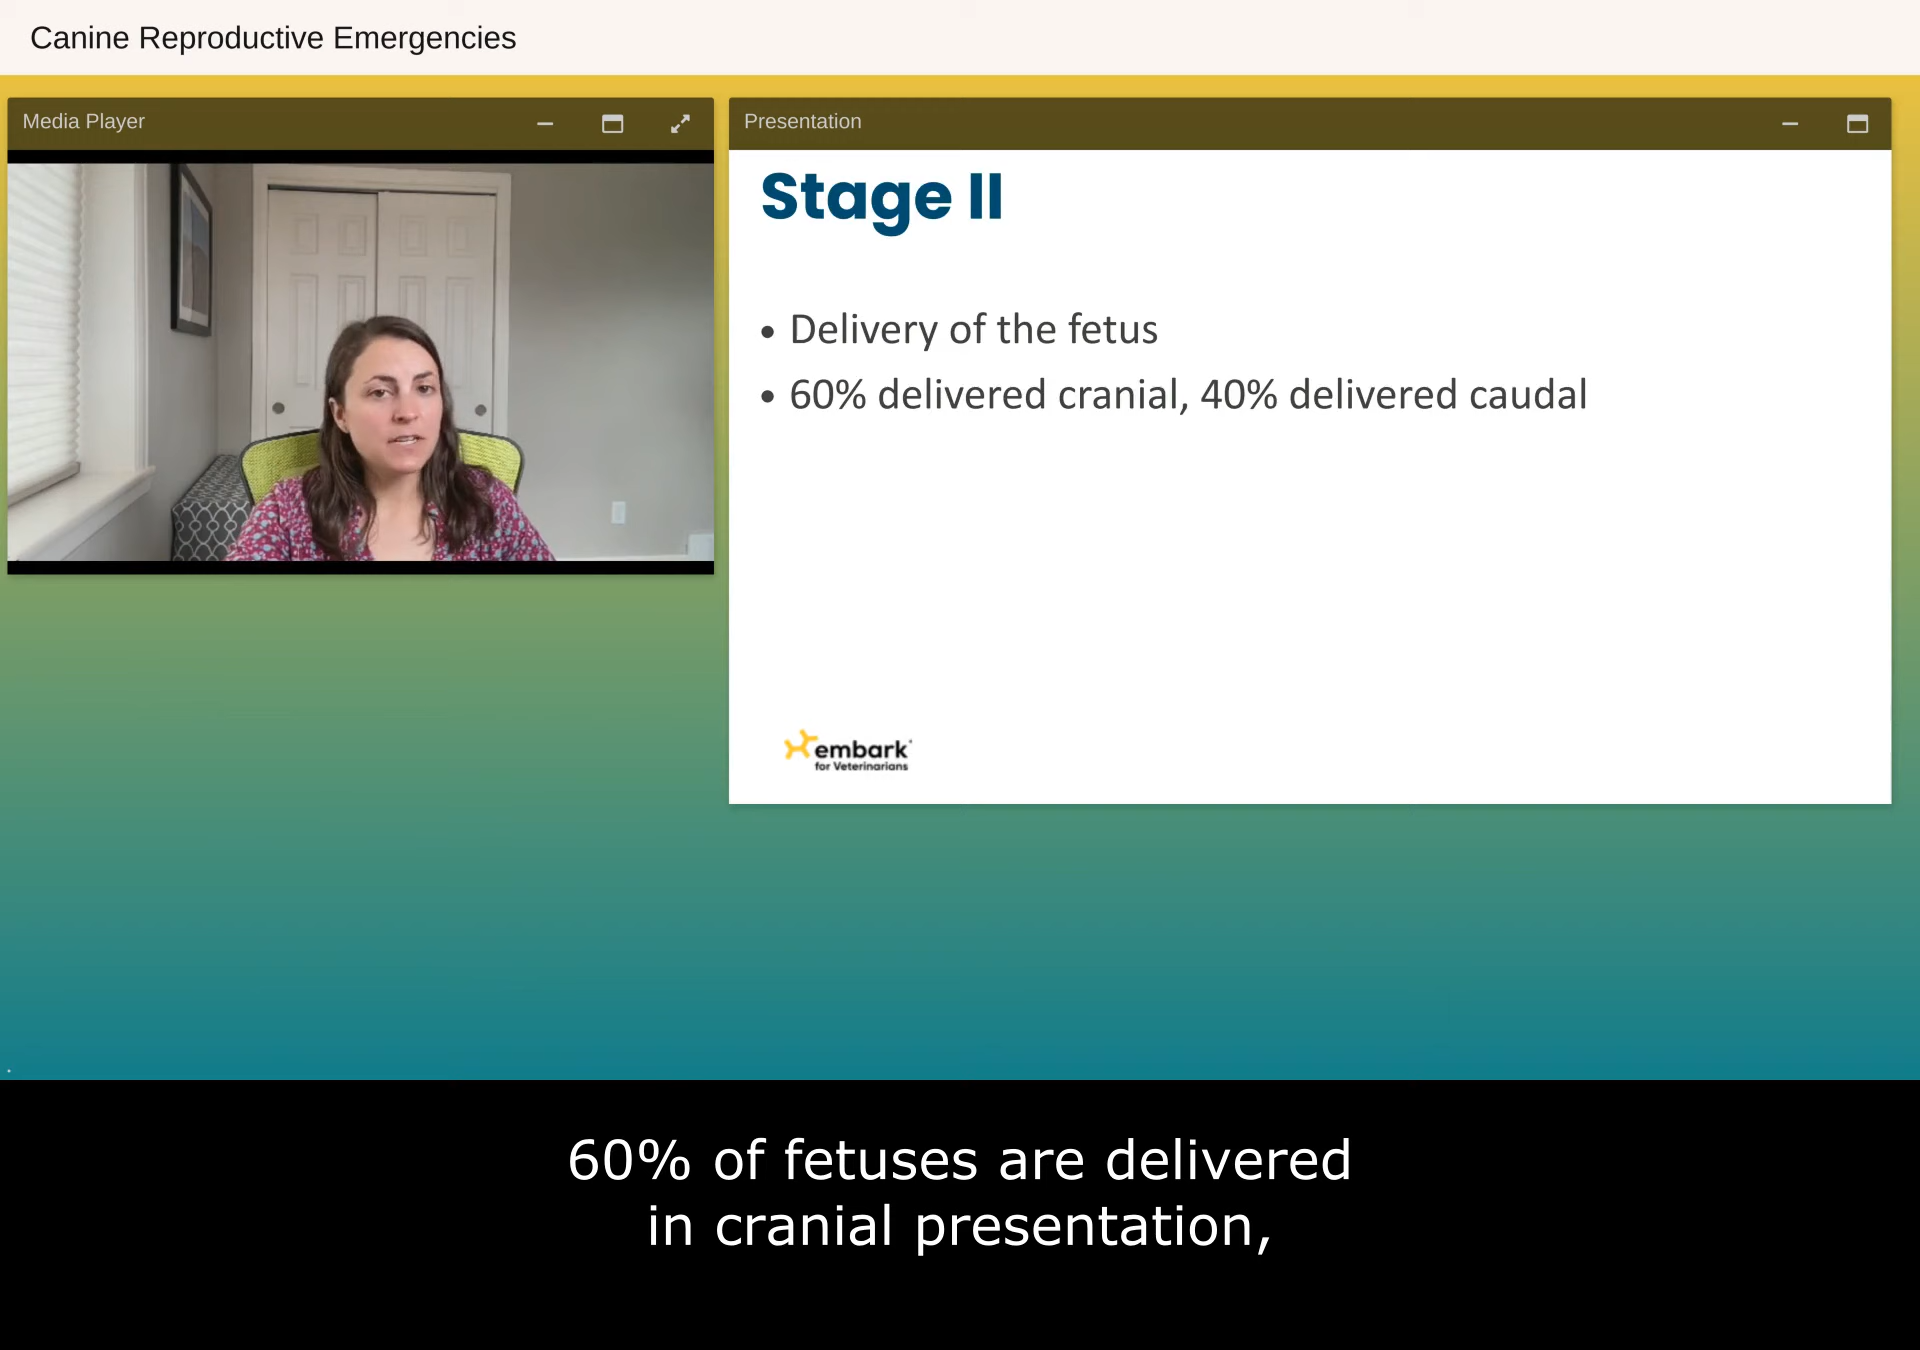 Canine Reproductive Emergencies
Media Player
Presentation
Stage II
• Delivery of the fetus
• 60% delivered cranial, 40% delivered caudal
embark
for Veterinarians
60% of fetuses are delivered
in cranial presentation,